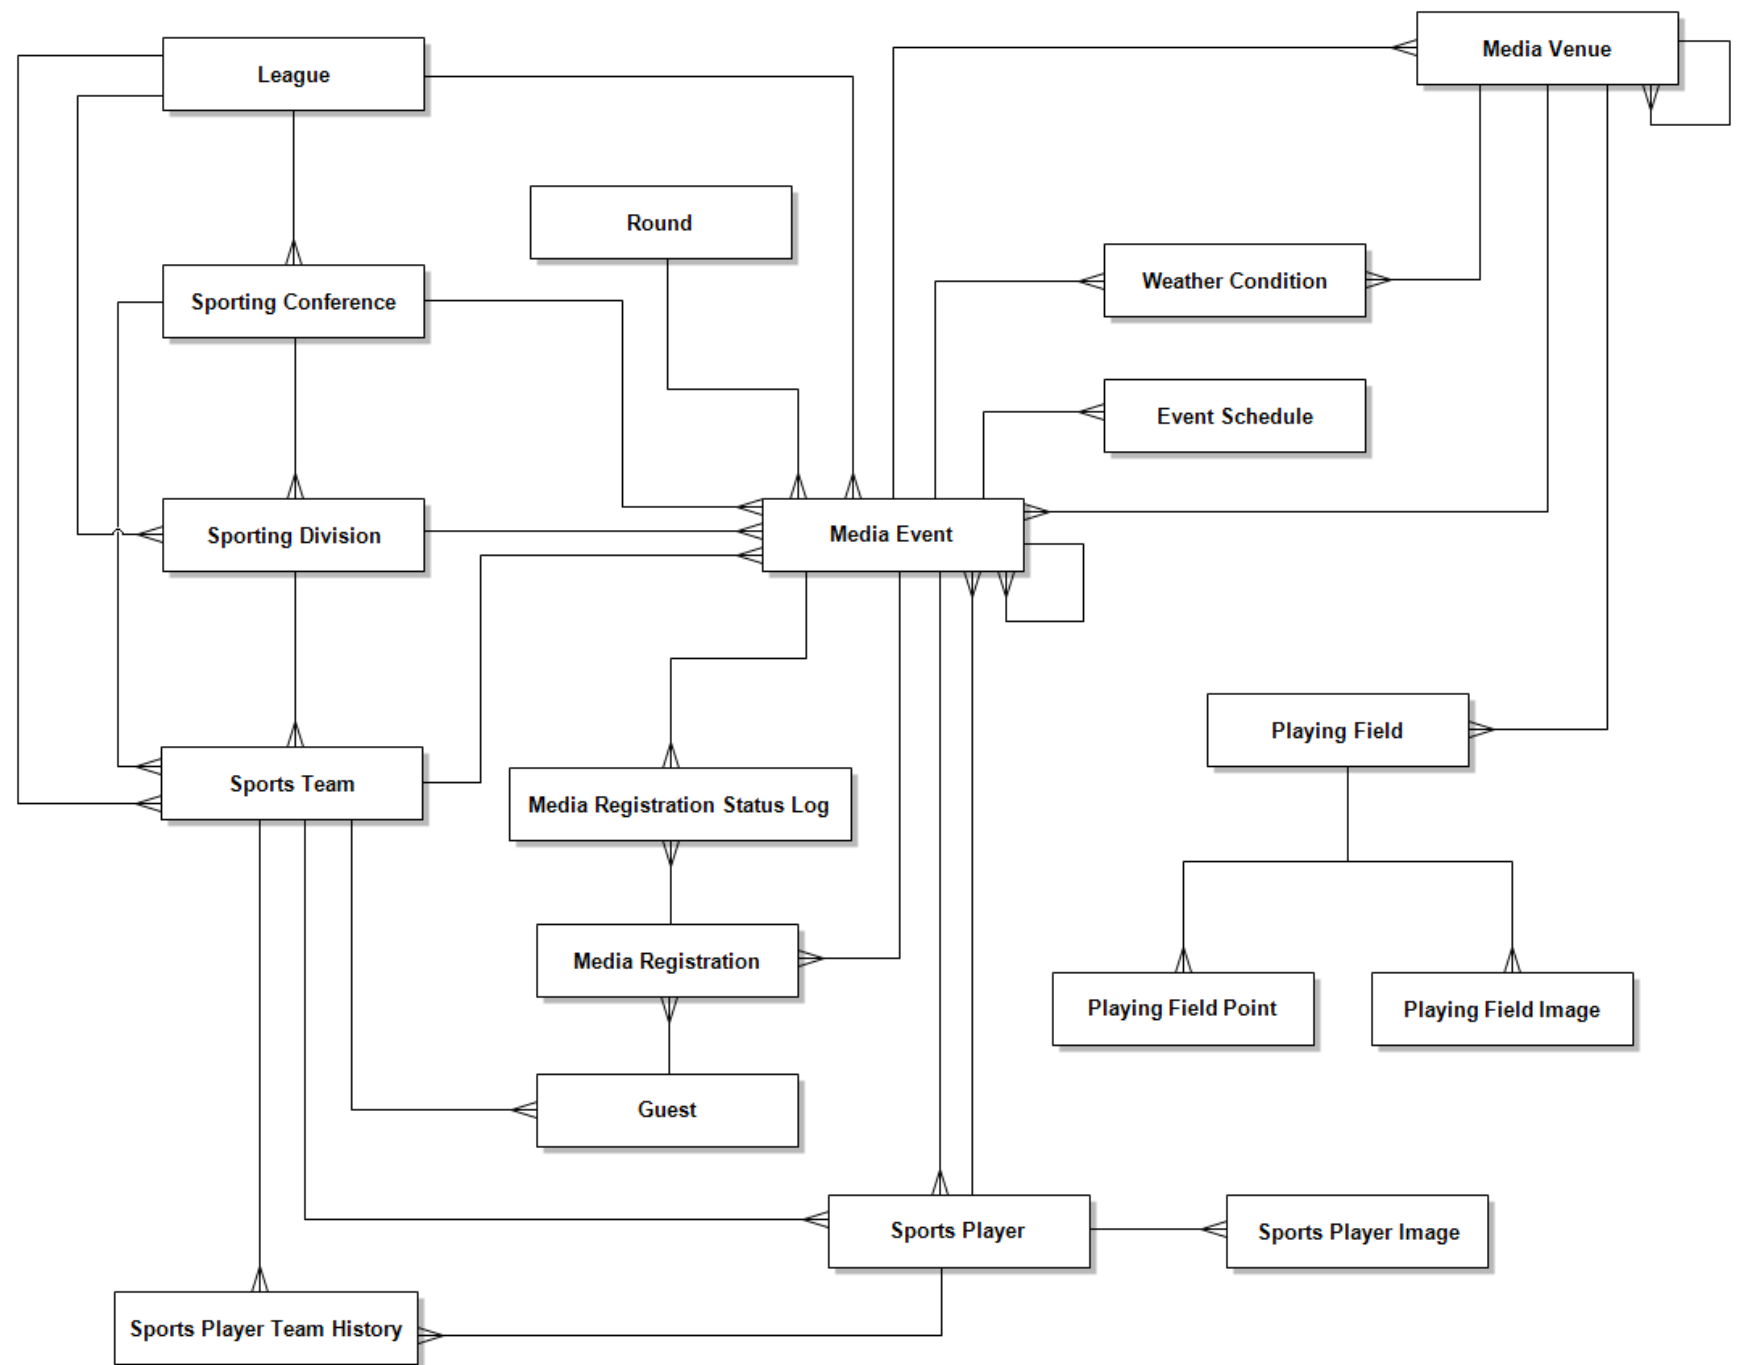 Media Venue
League
Round
Weather Condition
Sporting Conference
Event Schedule
Media Event
Sporting Division
Playing Field
Sports Team
Media Registration Status Log
Media Registration
Playing Field Point
Playing Field Image
Guest
Sports Player
Sports Player Image
Sports Player Team History